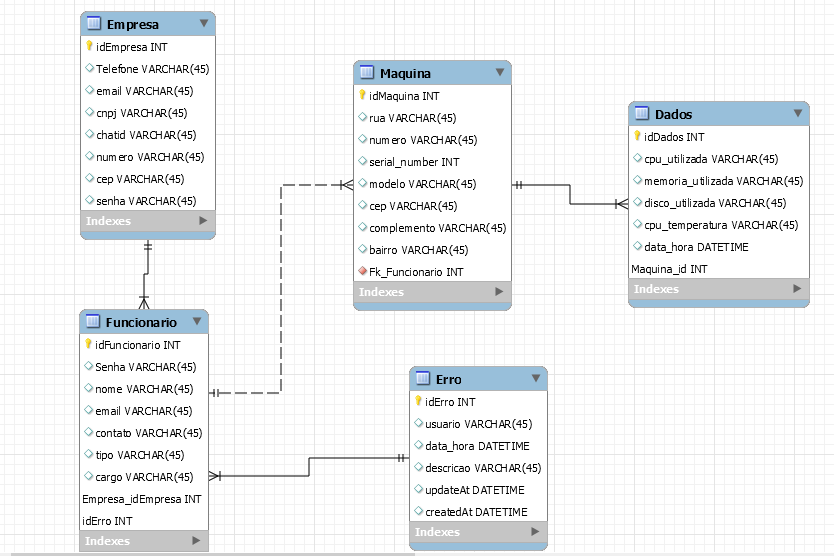 Empresa
idEmpresa INT
Telefone VARCHAR(45)
email VARCHAR(45)
cnpj VARCHAR(45)
chatid VARCHAR(45)
numero VARCHAR(45)
cep VARCHAR(45)
senha VARCHAR(45)
Indexes
Funcionario
idFuncionario INT
Senha VARCHAR(45)
nome VARCHAR(45)
email VARCHAR(45)
contato VARCHAR(45)
tipo VARCHAR(45)
cargo VARCHAR(45)
Empresa_idEmpresa INT
idErro INT
Indexes
Maquina
idMaquina INT
rua VARCHAR(45)
numero VARCHAR(45)
serial_number INT
modelo VARCHAR(45)
cep VARCHAR(45)
complemento VARCHAR(45)
bairro VARCHAR(45)
Fk_Funcionario INT
Indexes
Erro
idErro INT
usuario VARCHAR(45)
data_hora DATETIME
descricao VARCHAR(45)
updateAt DATETIME
createdAt DATETIME
Indexes
Dados
idDados INT
cpu_utilizada VARCHAR(45)
memoria_utilizada VARCHAR(45)
disco_utilizada VARCHAR(45)
cpu_temperatura VARCHAR(45)
data_hora DATETIME
Maquina_id INT
Indexes